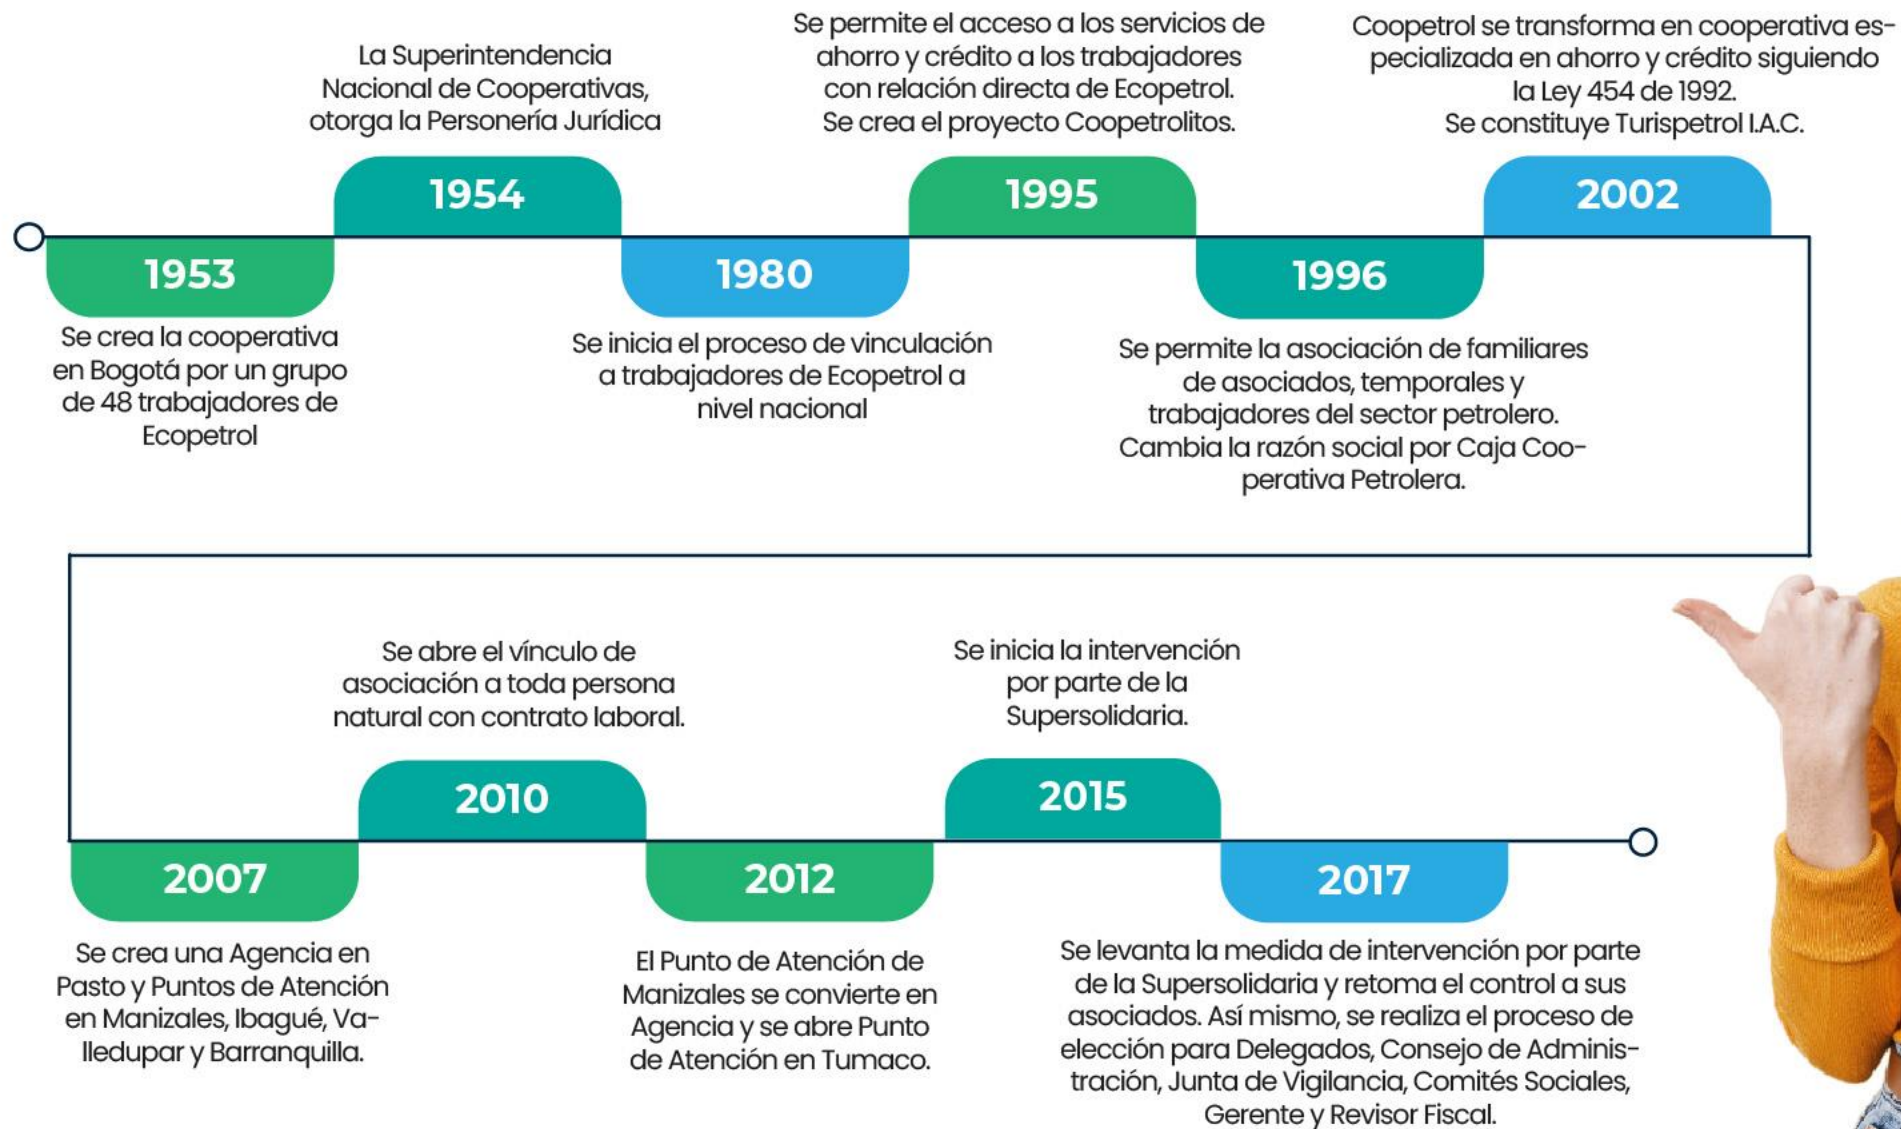 La Superintendencia
Nacional de Cooperativas,
otorga la Personería Jurídica
Se permite el acceso a los servicios de
ahorro y crédito a los trabajadores
con relación directa de Ecopetrol.
Se crea el proyecto Coopetrolitos.
Coopetrol se transforma en cooperativa es-
pecializada en ahorro y crédito siguiendo
la Ley 454 de 1992.
Se constituye Turispetrol I.A.C.
1954
1995
2002
1953
1980
1996
Se crea la cooperativa
en Bogotá por un grupo
de 48 trabajadores de
Ecopetrol
Se inicia el proceso de vinculación
a trabajadores de Ecopetrol a
nivel nacional
Se permite la asociación de familiares
de asociados, temporales y
trabajadores del sector petrolero.
Cambia la razón social por Caja Coo-
perativa Petrolera.
Se abre el vínculo de
asociación a toda persona
natural con contrato laboral.
Se inicia la intervención
por parte de la
Supersolidaria.
2010
2015
2007
2012
2017
Se crea una Agencia en
Pasto y Puntos de Atención
en Manizales, Ibagué, Va-
lledupar y Barranquilla.
El Punto de Atención de
Manizales se convierte en
Agencia y se abre Punto
de Atención en Tumaco.
Se levanta la medida de intervención por parte
de la Supersolidaria y retoma el control a sus
asociados. Así mismo, se realiza el proceso de
elección para Delegados, Consejo de Adminis-
tración, Junta de Vigilancia, Comités Sociales,
Gerente y Revisor Fiscal.